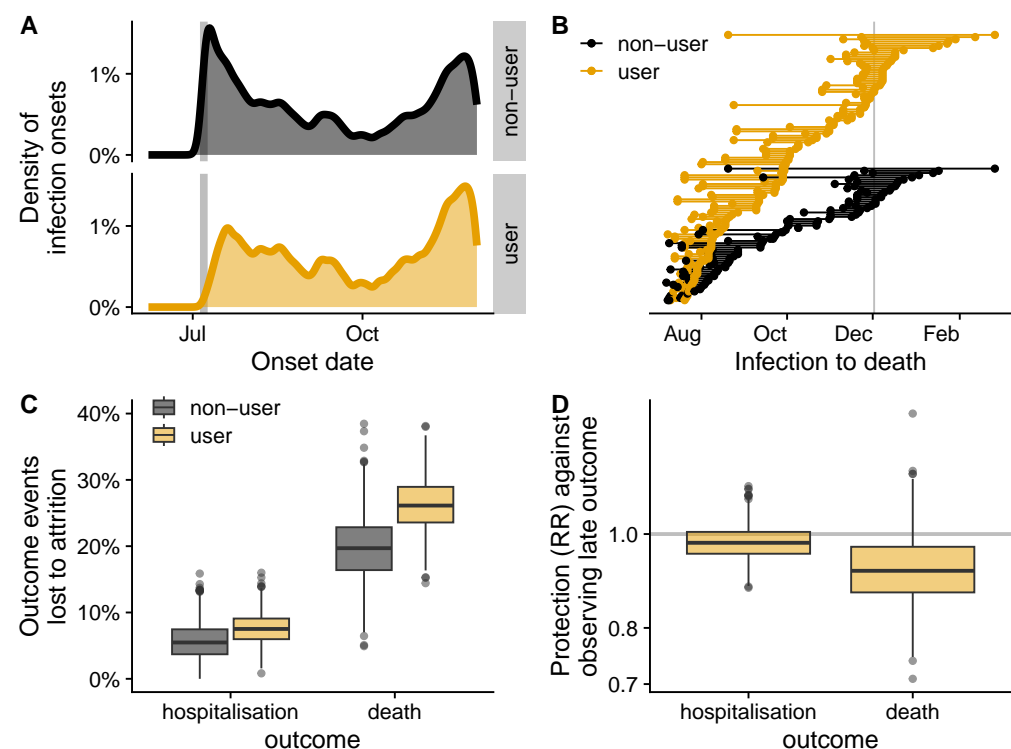 A
Density of
infection onsets
1%
0%
non−user
1%
0%
user
Jul
Oct
Onset date
B
non−user
user
Aug
Oct
Dec
Feb
Infection to death
C
non−user
user
Outcome events
lost to attrition
40%
30%
20%
10%
0%
hospitalisation
death
outcome
D
Protection (RR) against
observing late outcome
1.0
0.8
0.7
hospitalisation
death
outcome